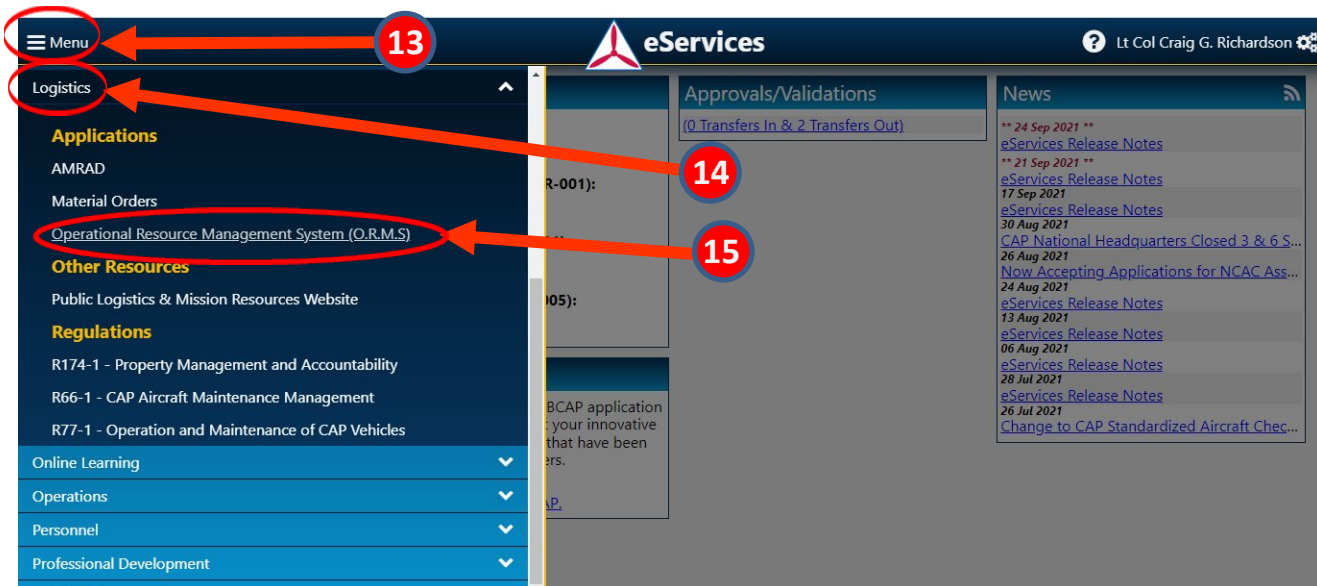 Menu
13
eServices
Lt Col Craig G. Richardson
Logistics
Applications
AMRAD
Material Orders
Operational Resource Management System (O.R.M.S)
Other Resources
Public Logistics & Mission Resources Website
Regulations
R174-1 - Property Management and Accountability
R66-1 - CAP Aircraft Maintenance Management
R77-1 - Operation and Maintenance of CAP Vehicles
Online Learning
Operations
Personnel
Professional Development
14
15
R-001):
005):
BCAP application
your innovative
that have been
ers.
AP.
Approvals/Validations
(0 Transfers In & 2 Transfers Out)
News
** 24 Sep 2021 **
eServices Release Notes
** 21 Sep 2021 **
eServices Release Notes
17 Sep 2021
eServices Release Notes
30 Aug 2021
CAP National Headquarters Closed 3 & 6 S...
26 Aug 2021
Now Accepting Applications for NCAC Ass...
24 Aug 2021
eServices Release Notes
13 Aug 2021
eServices Release Notes
06 Aug 2021
eServices Release Notes
28 Jul 2021
eServices Release Notes
26 Jul 2021
Change to CAP Standardized Aircraft Chec...